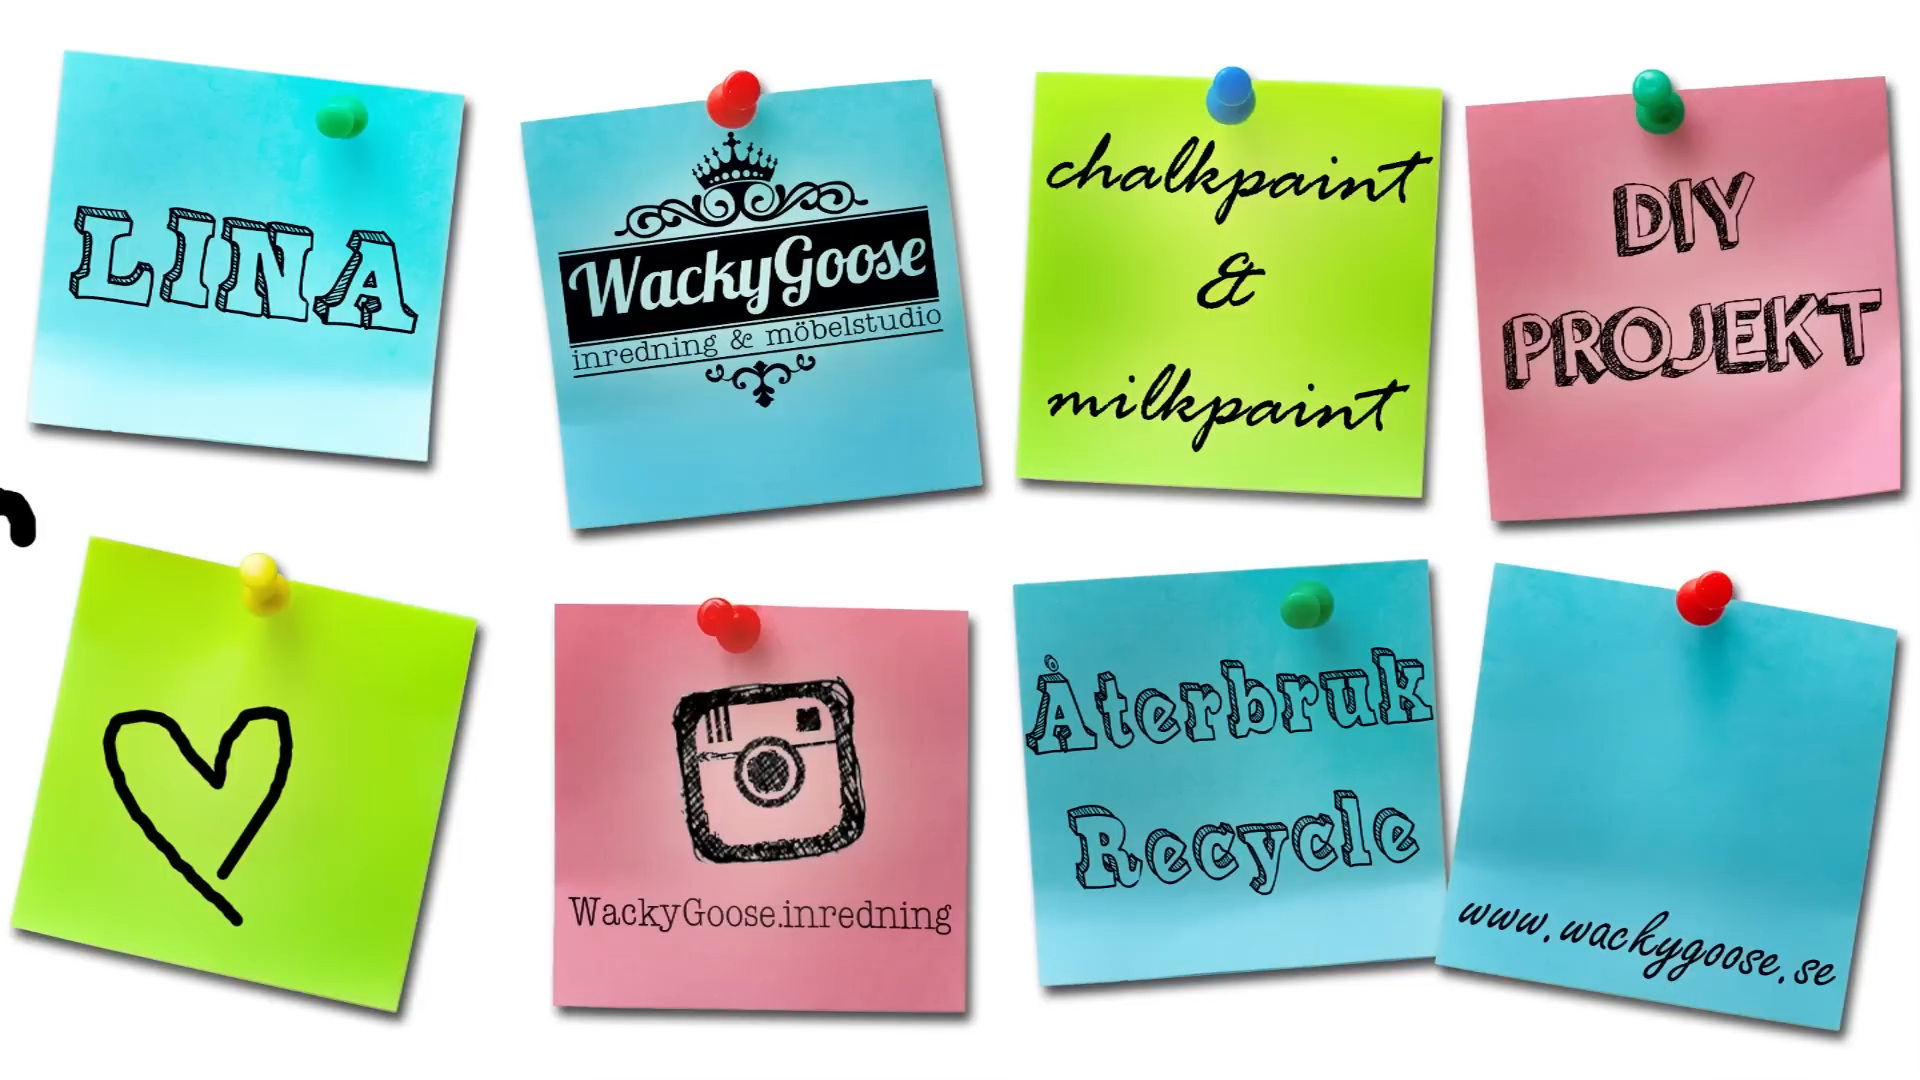 LINA
WackyGoose
inredning & möbelstudio
chalkpaint
&
milkpaint
DIY
PROJEKT
WackyGoose.inredning
Återbruk
Recycle
www.wackygoose.se